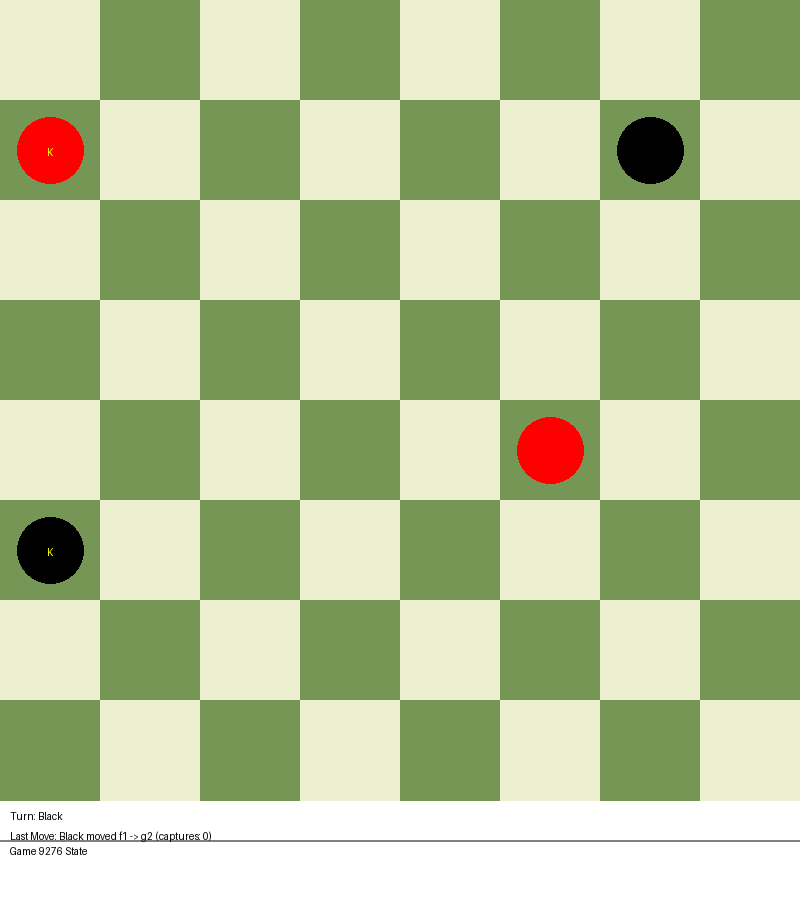 K
K
Turn: Black
Last Move: Black moved f1 -> g2 (captures: 0)
Game 9276 State